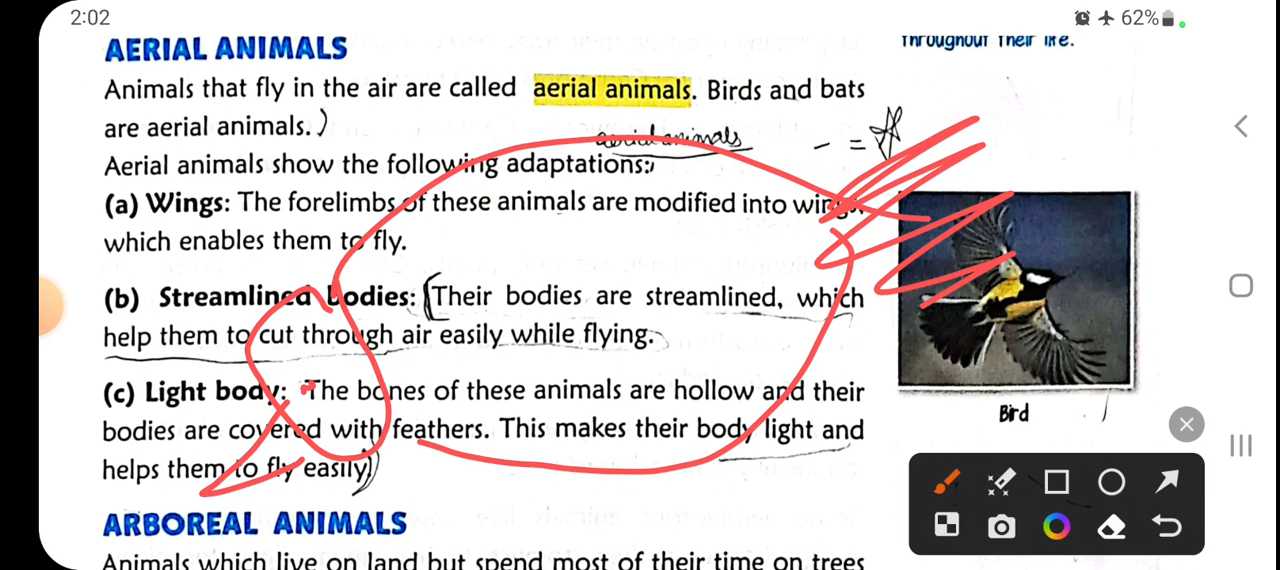 2:02
62%
AERIAL ANIMALS
Throughout Their life.
Animals that fly in the air are called aerial animals. Birds and bats
are aerial animals.)
aerial animals
- =
Aerial animals show the following adaptations:
(a) Wings: The forelimbs of these animals are modified into wings,
which enables them to fly.
(b) Streamlined bodies: (Their bodies are streamlined, which
help them to cut through air easily while flying.
(c) Light body: The bones of these animals are hollow and their
bodies are covered with feathers. This makes their body light and
helps them to fly easily)
Bird
ARBOREAL ANIMALS
Animals which live on land but spend most of their time on trees